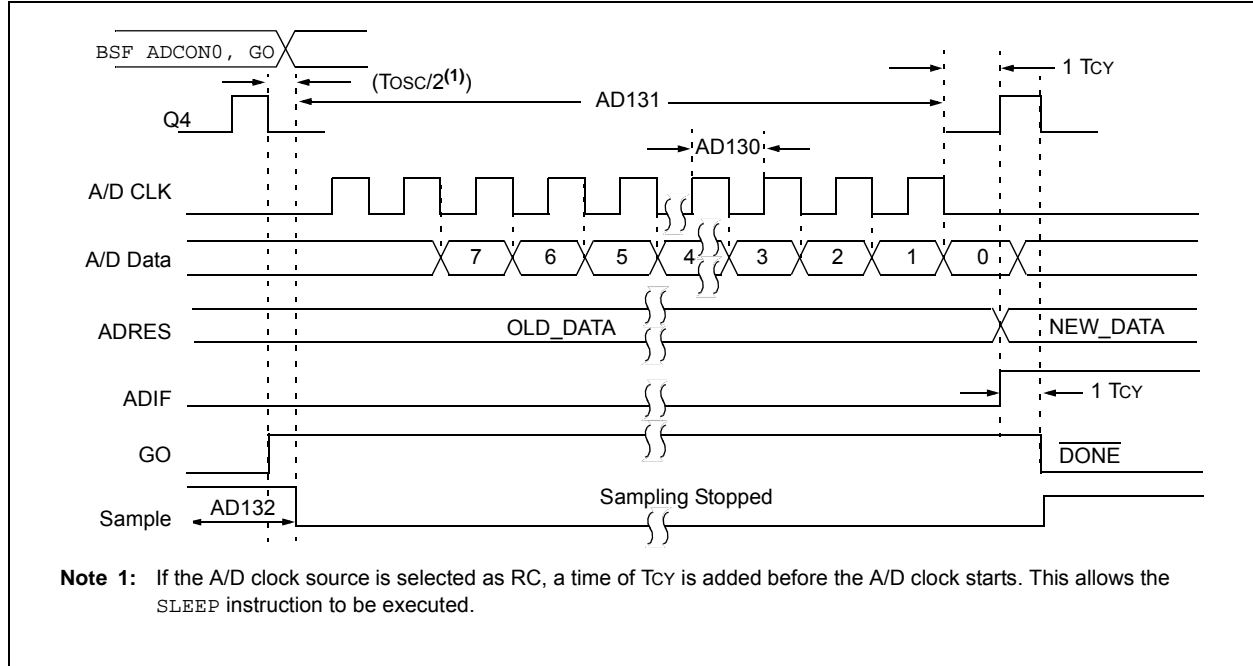 BSF ADCON0, GO
(TOSC/2(1))
1 TCY
AD131
Q4
AD130
A/D CLK
A/D Data
7 6 5 4 3 2 1 0
OLD_DATA
ADRES
NEW_DATA
ADIF
1 TCY
GO
DONE
Sampling Stopped
AD132
Sample
Note 1: If the A/D clock source is selected as RC, a time of TCY is added before the A/D clock starts. This allows the
SLEEP instruction to be executed.